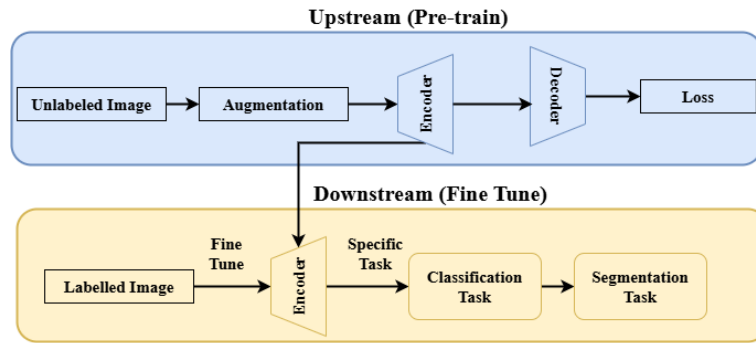 Upstream (Pre-train)
Unlabeled Image
Augmentation
Encoder
Decoder
Loss
Downstream (Fine Tune)
Labelled Image
Fine
Tune
Encoder
Specific
Task
Classification
Task
Segmentation
Task